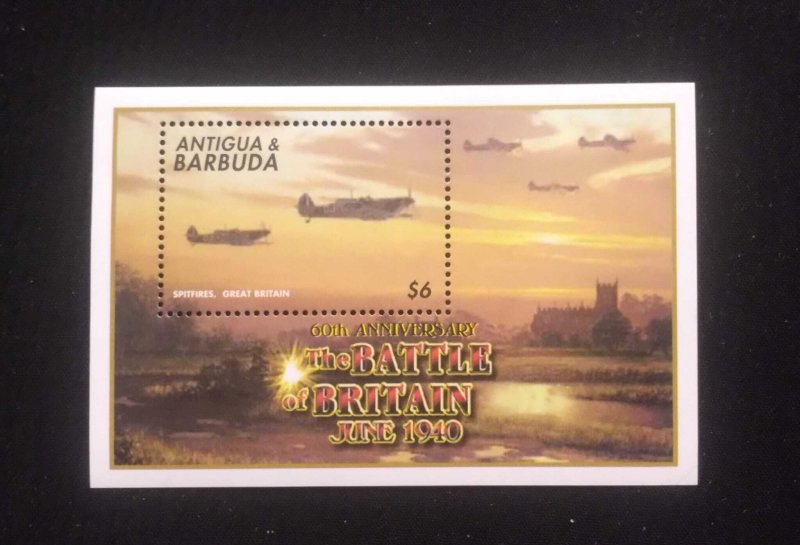 ANTIGUA &
BARBUDA
SPITFIRES, GREAT BRITAIN
$6
60th ANNIVERSARY
The BATTLE
of BRITAIN
JUNE 1940